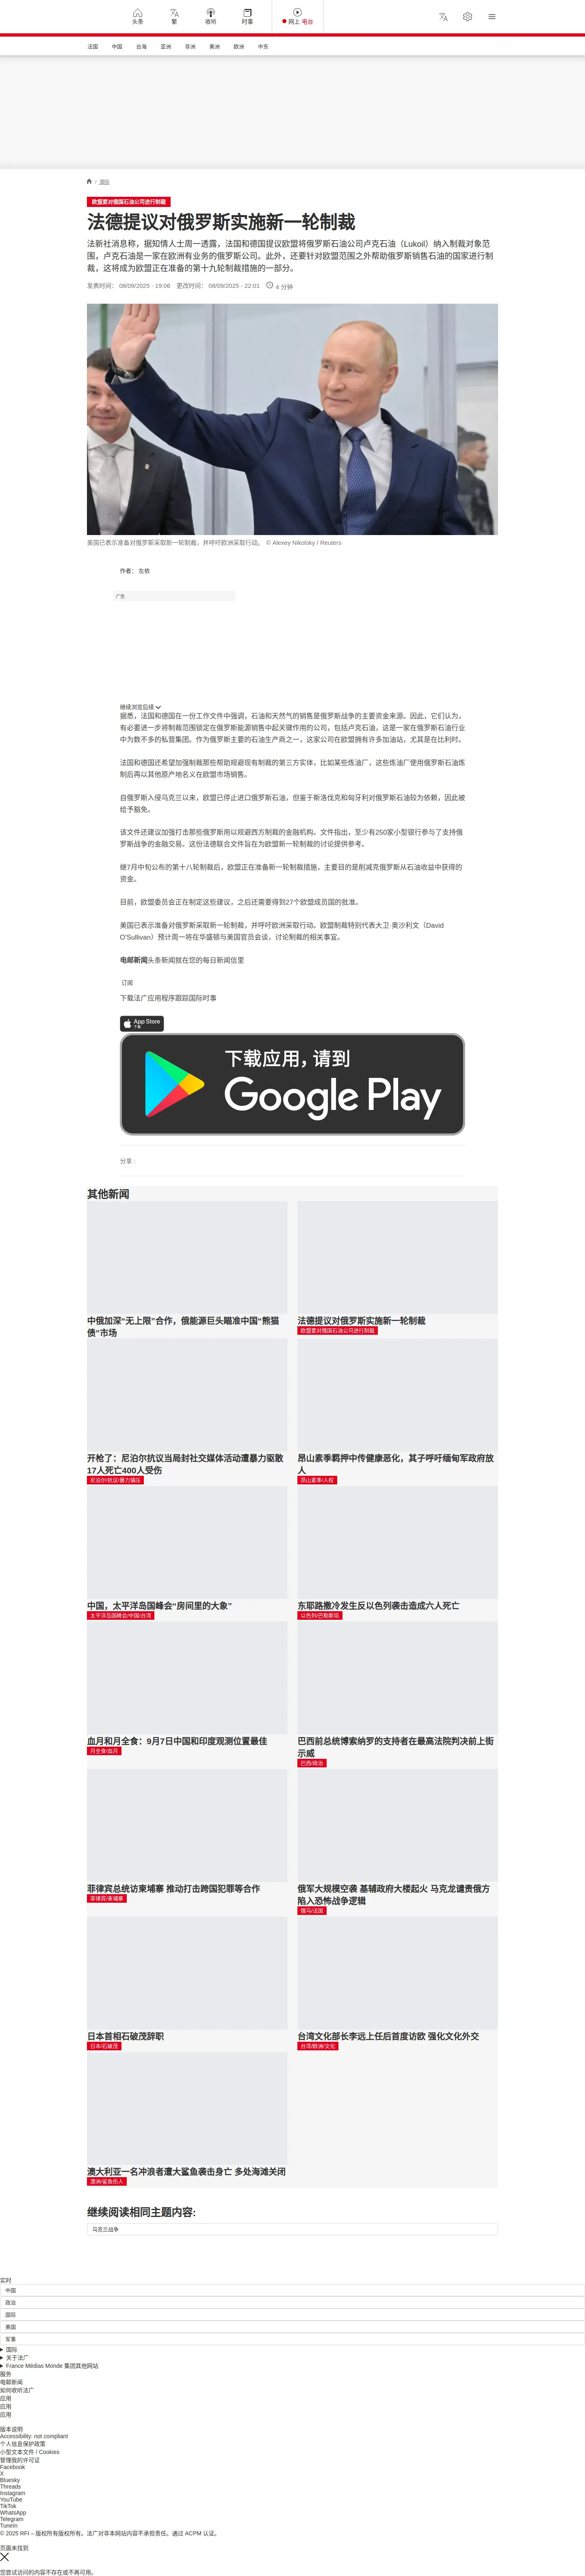 头条
繁
收听
时事
网上 电台
法国
中国
台海
亚洲
非洲
美洲
欧洲
中东
/ 国际
欧盟要对俄国石油公司进行制裁
法德提议对俄罗斯实施新一轮制裁
法新社消息称，据知情人士周一透露，法国和德国提议欧盟将俄罗斯石油公司卢克石油（Lukoil）纳入制裁对象范
围，卢克石油是一家在欧洲有业务的俄罗斯公司。此外，还要针对欧盟范围之外帮助俄罗斯销售石油的国家进行制
裁，这将成为欧盟正在准备的第十九轮制裁措施的一部分。
发表时间： 08/09/2025 - 19:06 更改时间： 08/09/2025 - 22:01 4 分钟
美国已表示准备对俄罗斯采取新一轮制裁，并呼吁欧洲采取行动。 © Alexey Nikolsky / Reuters
作者： 左依
广告
继续浏览后续
据悉，法国和德国在一份工作文件中强调，石油和天然气的销售是俄罗斯战争的主要资金来源。因此，它们认为，
有必要进一步将制裁范围锁定在俄罗斯能源销售中起关键作用的公司，包括卢克石油，这是一家在俄罗斯石油行业
中为数不多的私营集团。作为俄罗斯主要的石油生产商之一，这家公司在欧盟拥有许多加油站，尤其是在比利时。
法国和德国还希望加强制裁那些帮助规避现有制裁的第三方实体，比如某些炼油厂，这些炼油厂使用俄罗斯石油炼
制后再以其他原产地名义在欧盟市场销售。
自俄罗斯入侵乌克兰以来，欧盟已停止进口俄罗斯石油，但鉴于斯洛伐克和匈牙利对俄罗斯石油较为依赖，因此被
给予豁免。
该文件还建议加强打击那些俄罗斯用以规避西方制裁的金融机构。文件指出，至少有250家小型银行参与了支持俄
罗斯战争的金融交易。这份法德联合文件旨在为欧盟新一轮制裁的讨论提供参考。
继7月中旬公布的第十八轮制裁后，欧盟正在准备新一轮制裁措施，主要目的是削减克俄罗斯从石油收益中获得的
资金。
目前，欧盟委员会正在制定这些建议，之后还需要得到27个欧盟成员国的批准。
美国已表示准备对俄罗斯采取新一轮制裁，并呼吁欧洲采取行动。欧盟制裁特别代表大卫·奥沙利文（David
O'Sullivan）预计周一将在华盛顿与美国官员会谈，讨论制裁的相关事宜。
电邮新闻头条新闻就在您的每日新闻信里
订阅
下载法广应用程序跟踪国际时事
App Store
下载应用，请到
Google Play
分享：
其他新闻
中俄加深“无上限”合作，俄能源巨头瞄准中国“熊猫
债”市场
法德提议对俄罗斯实施新一轮制裁
欧盟要对俄国石油公司进行制裁
开枪了：尼泊尔抗议当局封社交媒体活动遭暴力驱散
17人死亡400人受伤
尼泊尔/抗议/暴力镇压
昂山素季羁押中传健康恶化，其子呼吁缅甸军政府放
人
昂山素季/人权
中国，太平洋岛国峰会“房间里的大象”
太平洋岛国峰会/中国/台湾
东耶路撒冷发生反以色列袭击造成六人死亡
以色列/巴勒斯坦
血月和月全食：9月7日中国和印度观测位置最佳
月全食/血月
巴西前总统博索纳罗的支持者在最高法院判决前上街
示威
巴西/政治
菲律宾总统访柬埔寨 推动打击跨国犯罪等合作
菲律宾/柬埔寨
俄军大规模空袭 基辅政府大楼起火 马克龙谴责俄方
陷入恐怖战争逻辑
俄乌/法国
日本首相石破茂辞职
日本/石破茂
台湾文化部长李远上任后首度访欧 强化文化外交
台湾/欧洲/文化
澳大利亚一名冲浪者遭大鲨鱼袭击身亡 多处海滩关闭
澳洲/鲨鱼伤人
继续阅读相同主题内容:
乌克兰战争
实时
中国
政治
国际
美国
军事
国际
关于法广
France Médias Monde 集团其他网站
服务
电邮新闻
如何收听法广
应用
应用
应用
版本说明
Accessibility: not compliant
个人信息保护政策
小型文本文件 / Cookies
管理我的许可证
Facebook
X
Bluesky
Threads
Instagram
YouTube
TikTok
WhatsApp
Telegram
TuneIn
© 2025 RFI – 版权所有版权所有。法广对非本网站内容不承担责任。通过 ACPM 认证。
页面未找到
您尝试访问的内容不存在或不再可用。